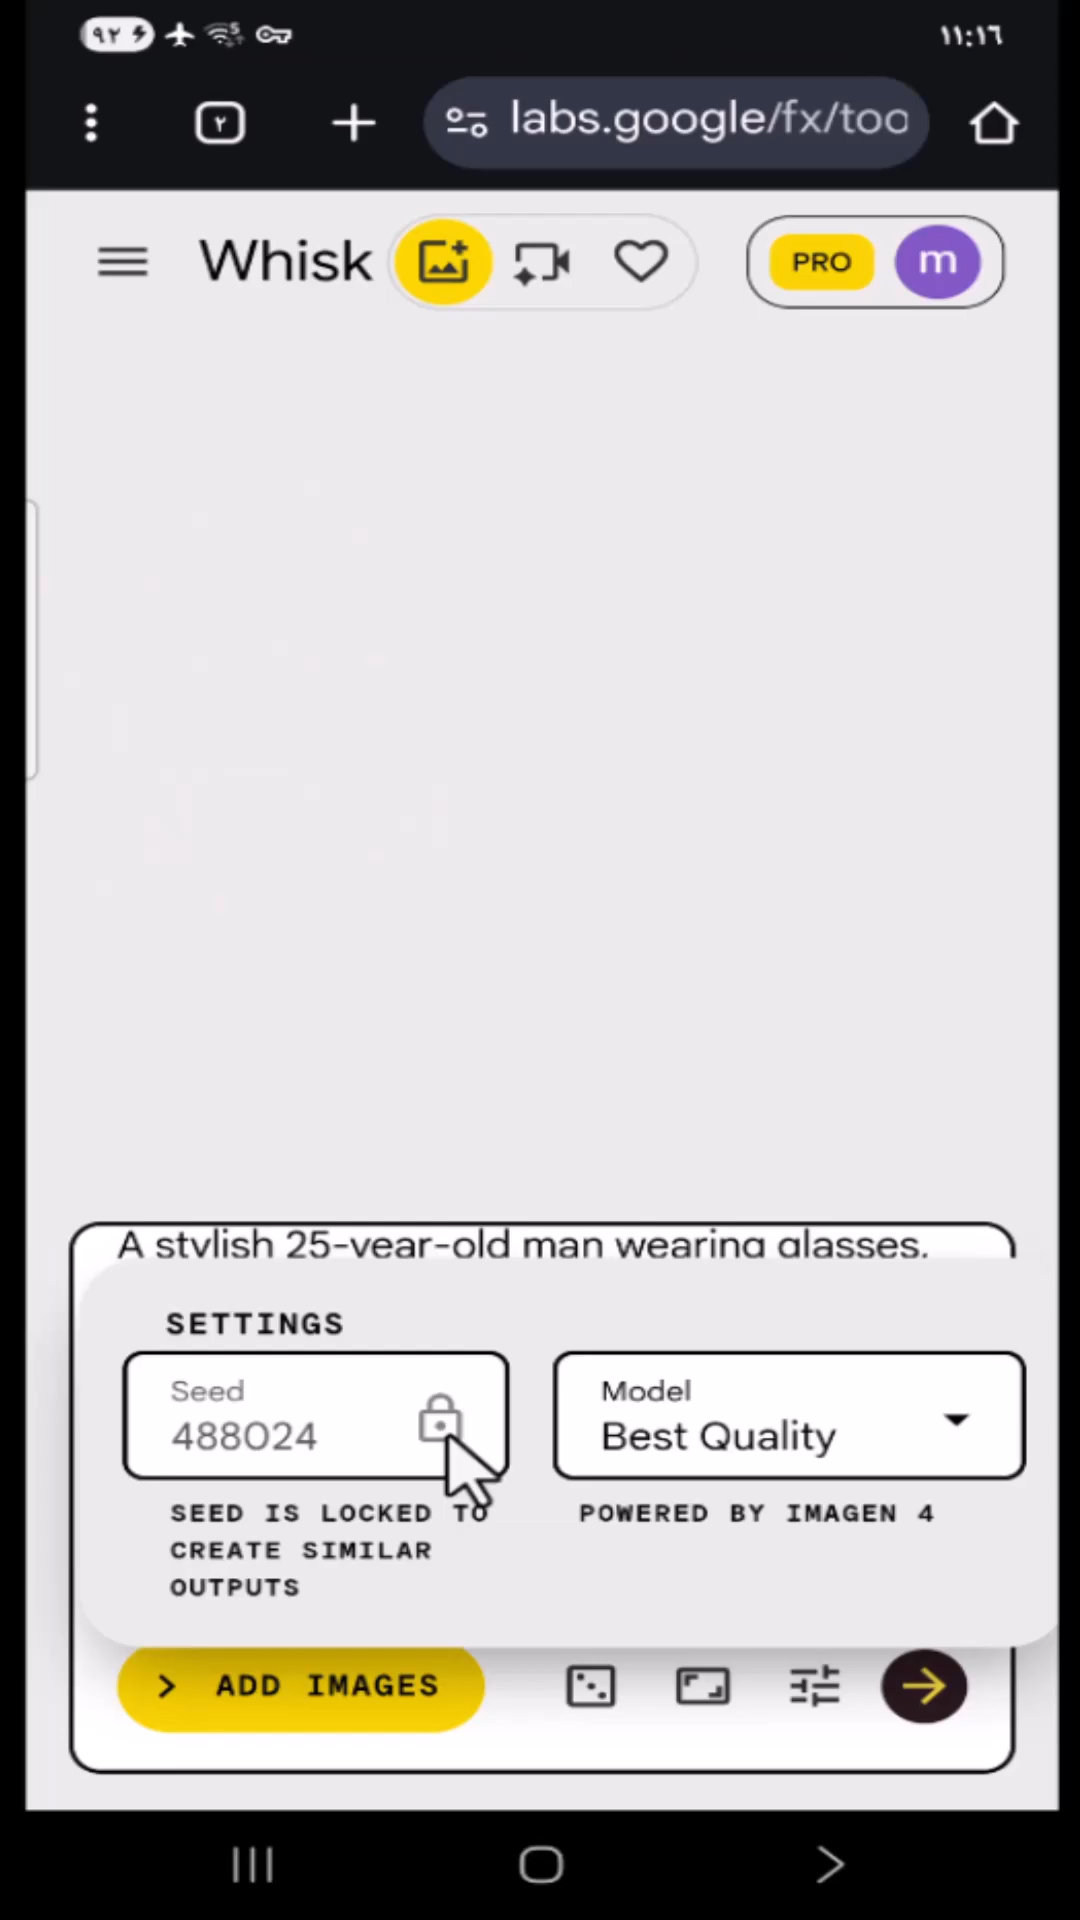 ٩٢
١١:١٦
٢
labs.google/fx/too
Whisk
PRO
m
A stylish 25-year-old man wearing glasses.
SETTINGS
Seed
488024
Model
Best Quality
SEED IS LOCKED TO
CREATE SIMILAR
OUTPUTS
POWERED BY IMAGEN 4
ADD IMAGES